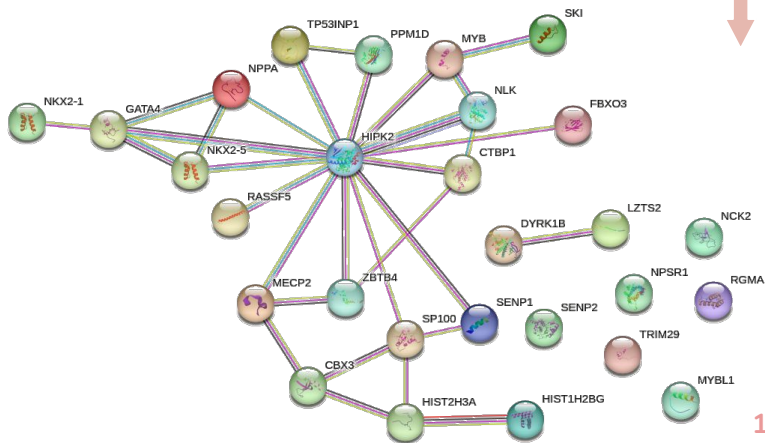 SKI
TP53INP1
PPM1D
MYB
NPPA
NLK
NKX2-1
GATA4
FBXO3
HIPK2
NKX2-5
CTBP1
RASSF5
LZTS2
NCK2
DYRK1B
NPSR1
RGMA
MECP2
ZBTB4
SENP1
SENP2
SP100
TRIM29
CBX3
MYBL1
HIST2H3A
HIST1H2BG
1